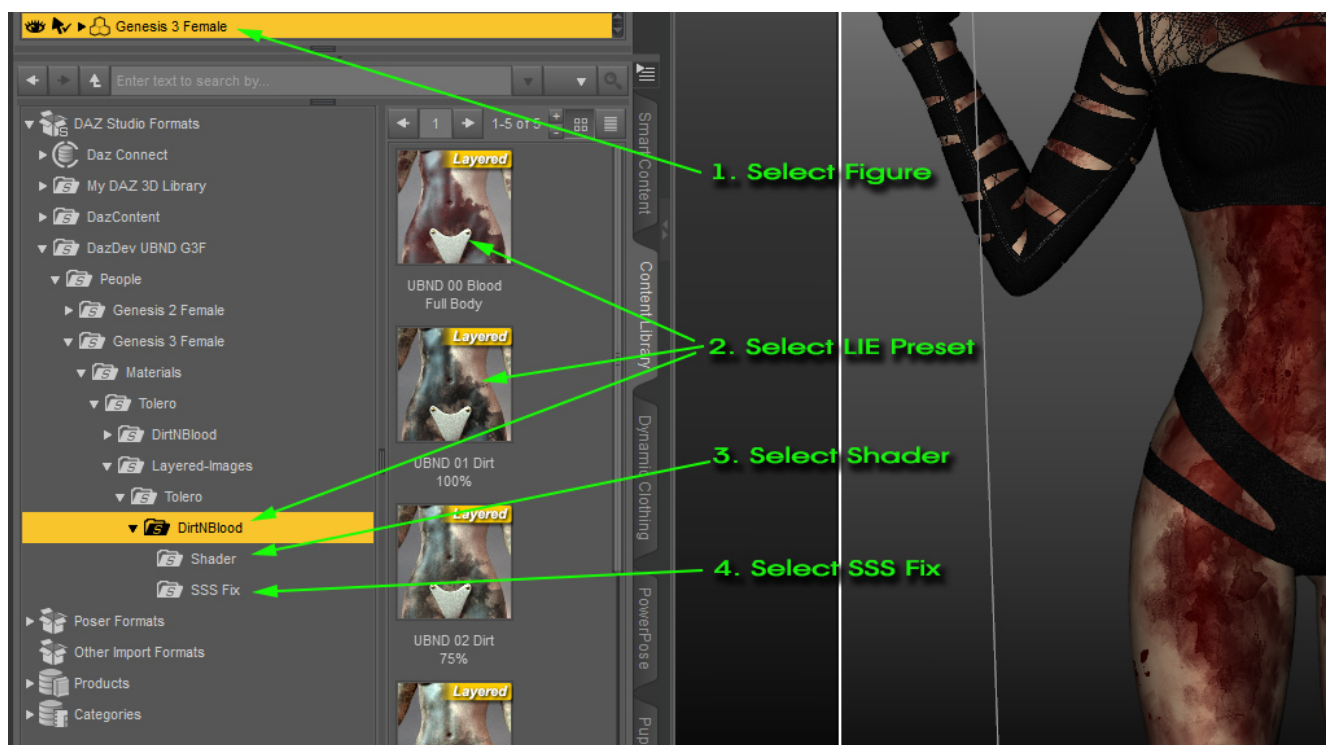 Genesis 3 Female
Enter text to search by...
DAZ Studio Formats
Daz Connect
My DAZ 3D Library
DazContent
DazDev UBND G3F
People
Genesis 2 Female
Genesis 3 Female
Materials
Tolero
DirtNBlood
Layered-Images
Tolero
DirtNBlood
Shader
SSS Fix
Poser Formats
Other Import Formats
Products
Categories
1
1-5 of 5
Layered
UBND 00 Blood
Full Body
Layered
UBND 01 Dirt
100%
Layered
UBND 02 Dirt
75%
Layered
Smart Content
Content Library
Dynamic Clothing
PowerPose
Pup
1. Select Figure
2. Select LIE Preset
3. Select Shader
4. Select SSS Fix